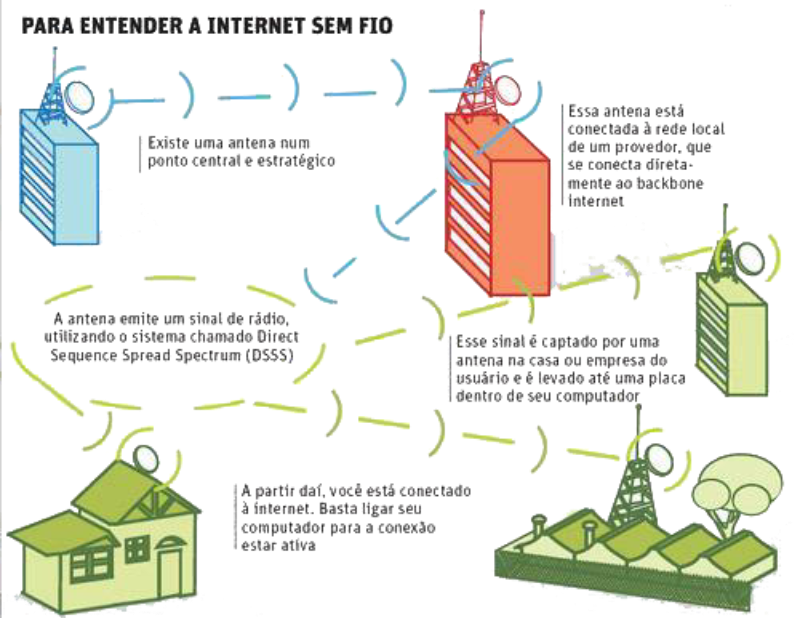 PARA ENTENDER A INTERNET SEM FIO
Existe uma antena num
ponto central e estratégico
Essa antena está
conectada à rede local
de um provedor, que
se conecta direta-
mente ao backbone
internet
A antena emite um sinal de rádio,
utilizando o sistema chamado Direct
Sequence Spread Spectrum (DSSS)
Esse sinal é captado por uma
antena na casa ou empresa do
usuário e é levado até uma placa
dentro de seu computador
A partir daí, você está conectado
à internet. Basta ligar seu
computador para a conexão
estar ativa